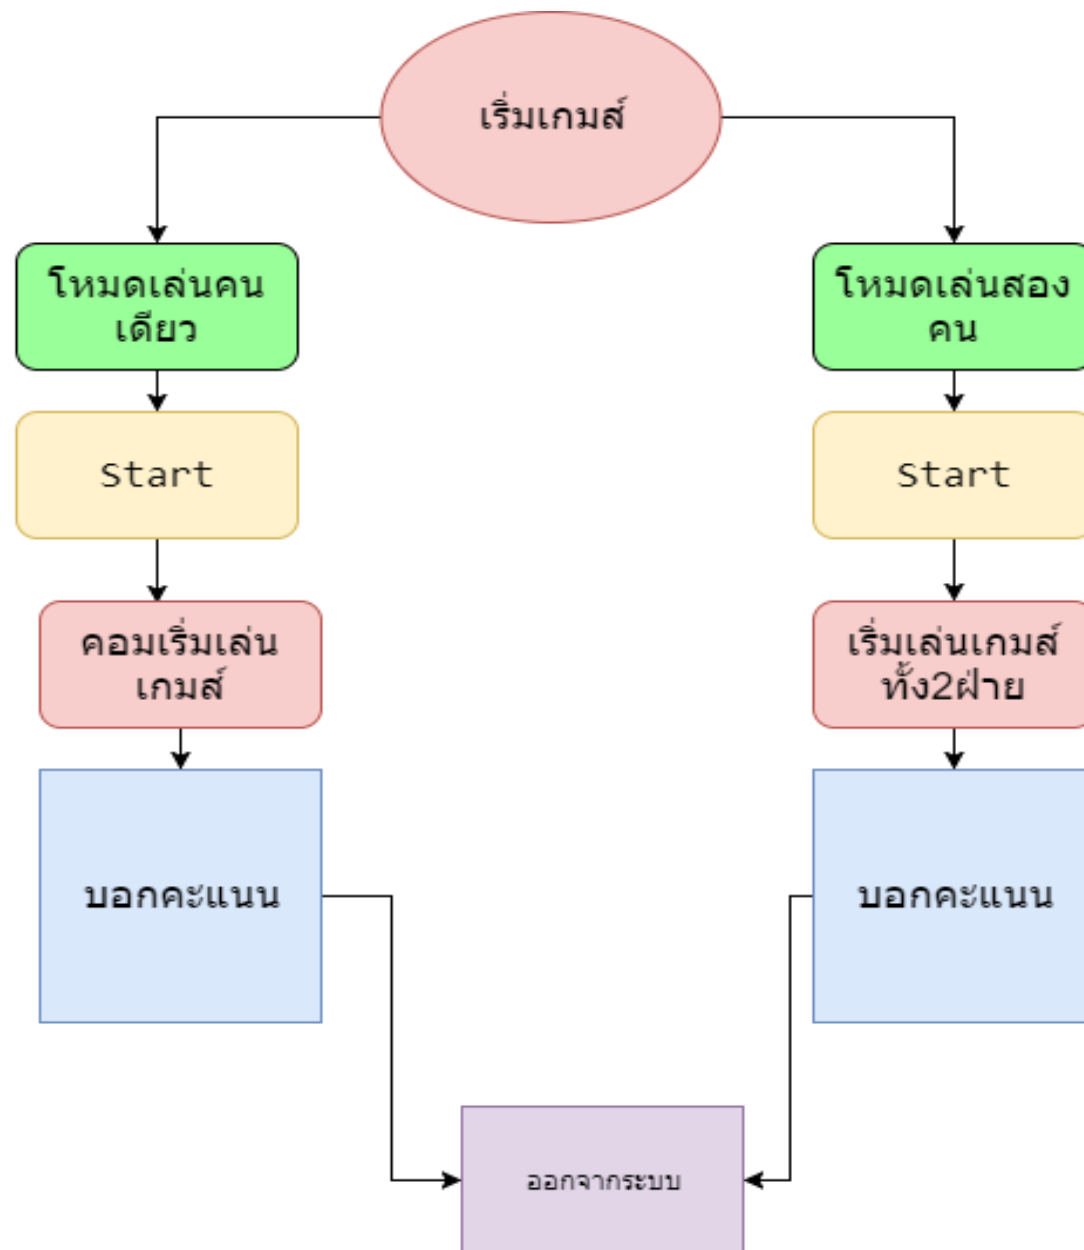 เริ่มเกมส์
โหมดเล่นคน
เดียว
โหมดเล่นสอง
คน
Start
Start
คอมเริ่มเล่น
เกมส์
เริ่มเล่นเกมส์
ทั้ง2ฝ่าย
บอกคะแนน
บอกคะแนน
ออกจากระบบ